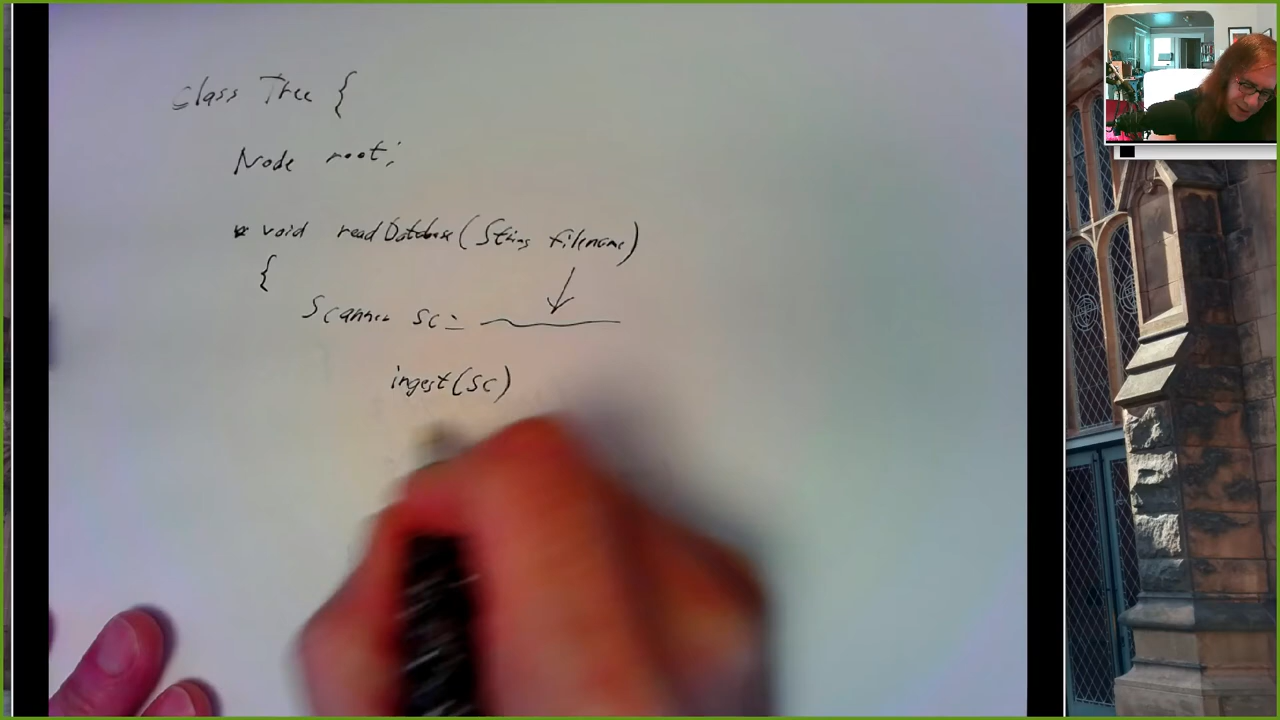 class Tree {
Node root;
void readDatabase(String filename)
{
Scanner sc =
ingest(sc)